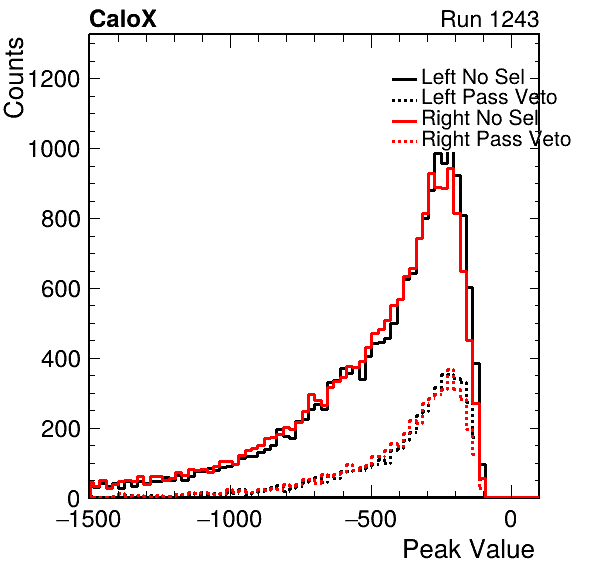 CaloX Run 1243
Counts
1200
1000
800
600
400
200
0
Left No Sel
Left Pass Veto
Right No Sel
Right Pass Veto
−1500 −1000 −500 0
Peak Value